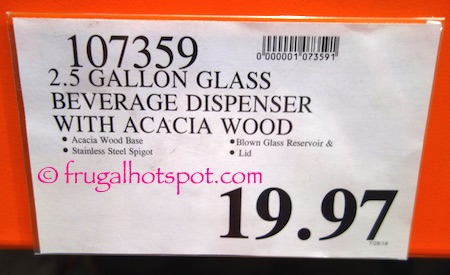 107359
0000001073591
2.5 GALLON GLASS
BEVERAGE DISPENSER
WITH ACACIA WOOD
• Acacia Wood Base
• Blown Glass Reservoir &
• Stainless Steel Spigot
• Lid
© frugalhotspot.com
19.97